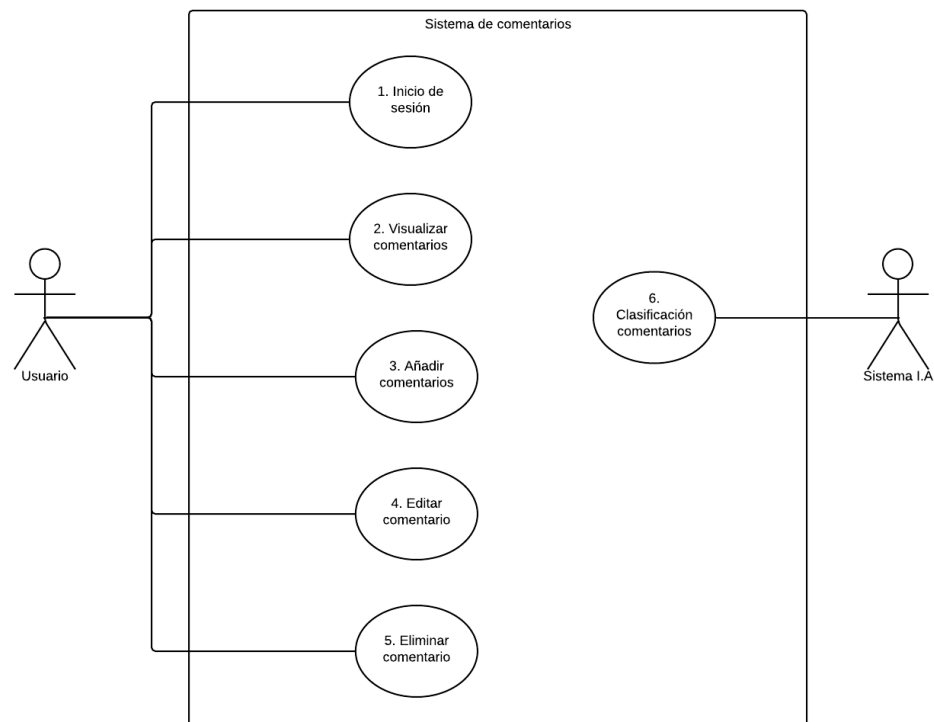 Sistema de comentarios
1. Inicio de
sesión
2. Visualizar
comentarios
6.
Clasificación
comentarios
3. Añadir
comentarios
Usuario
Sistema I.A
4. Editar
comentario
5. Eliminar
comentario